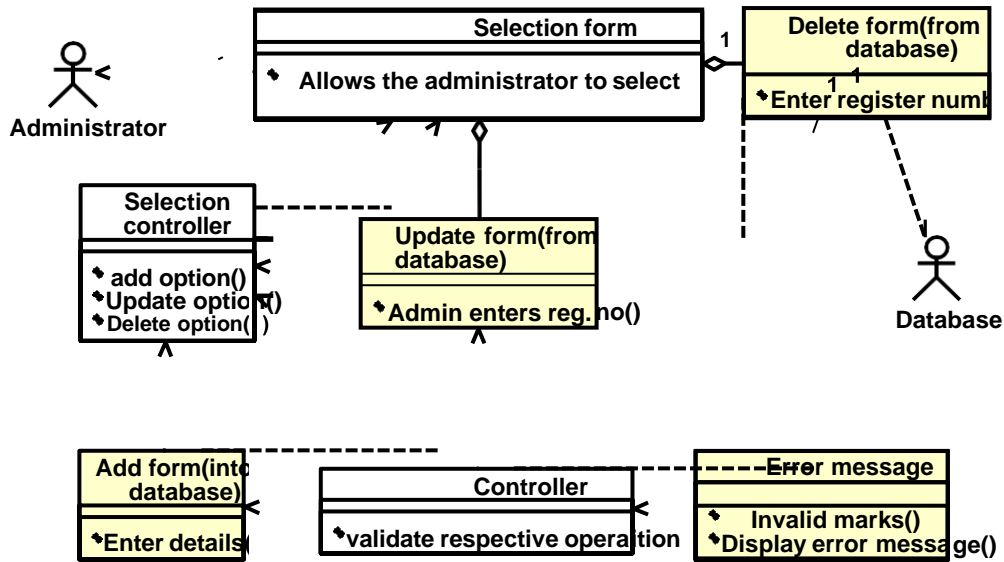 Selection form
Allows the administrator to select
1
Delete form(from
database)
1
1
Enter register numb
Administrator
Selection
controller
add option()
Update option()
Delete option( )
Update form(from
database)
Admin enters reg. no()
Database
Add form(into
database)
Enter details(
Controller
validate respective operaition
Error message
Invalid marks()
Display error message()